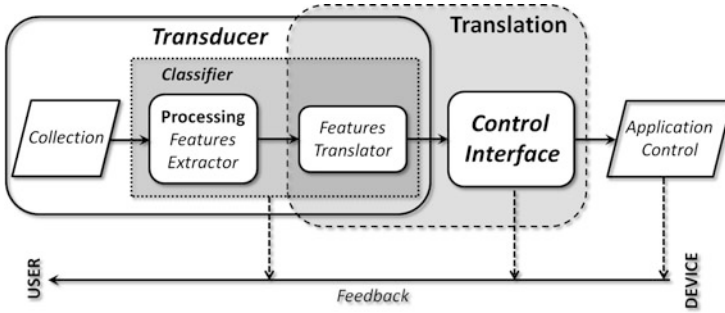 Transducer
Translation
Classifier
Collection
Processing
Features
Extractor
Features
Translator
Control
Interface
Application
Control
USER
Feedback
DEVICE